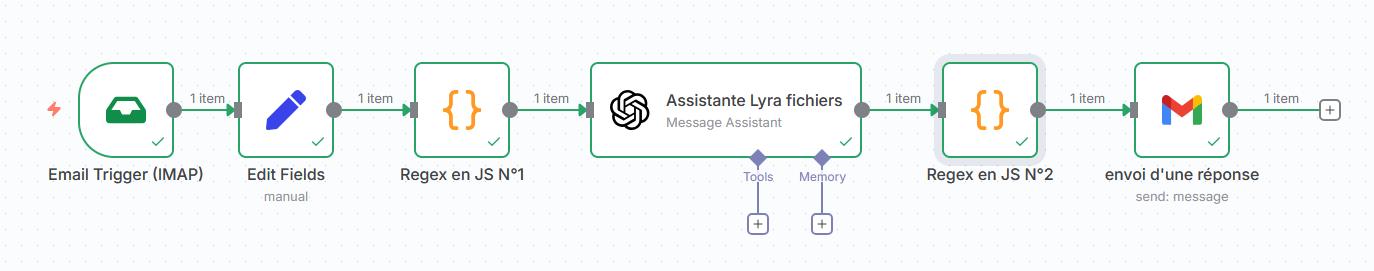 1 item
1 item
1 item
1 item
1 item
1 item
Assistante Lyra fichiers
Message Assistant
Email Trigger (IMAP)
Edit Fields
manual
Regex en JS N°1
Tools
Memory
Regex en JS N°2
envoi d'une réponse
send: message